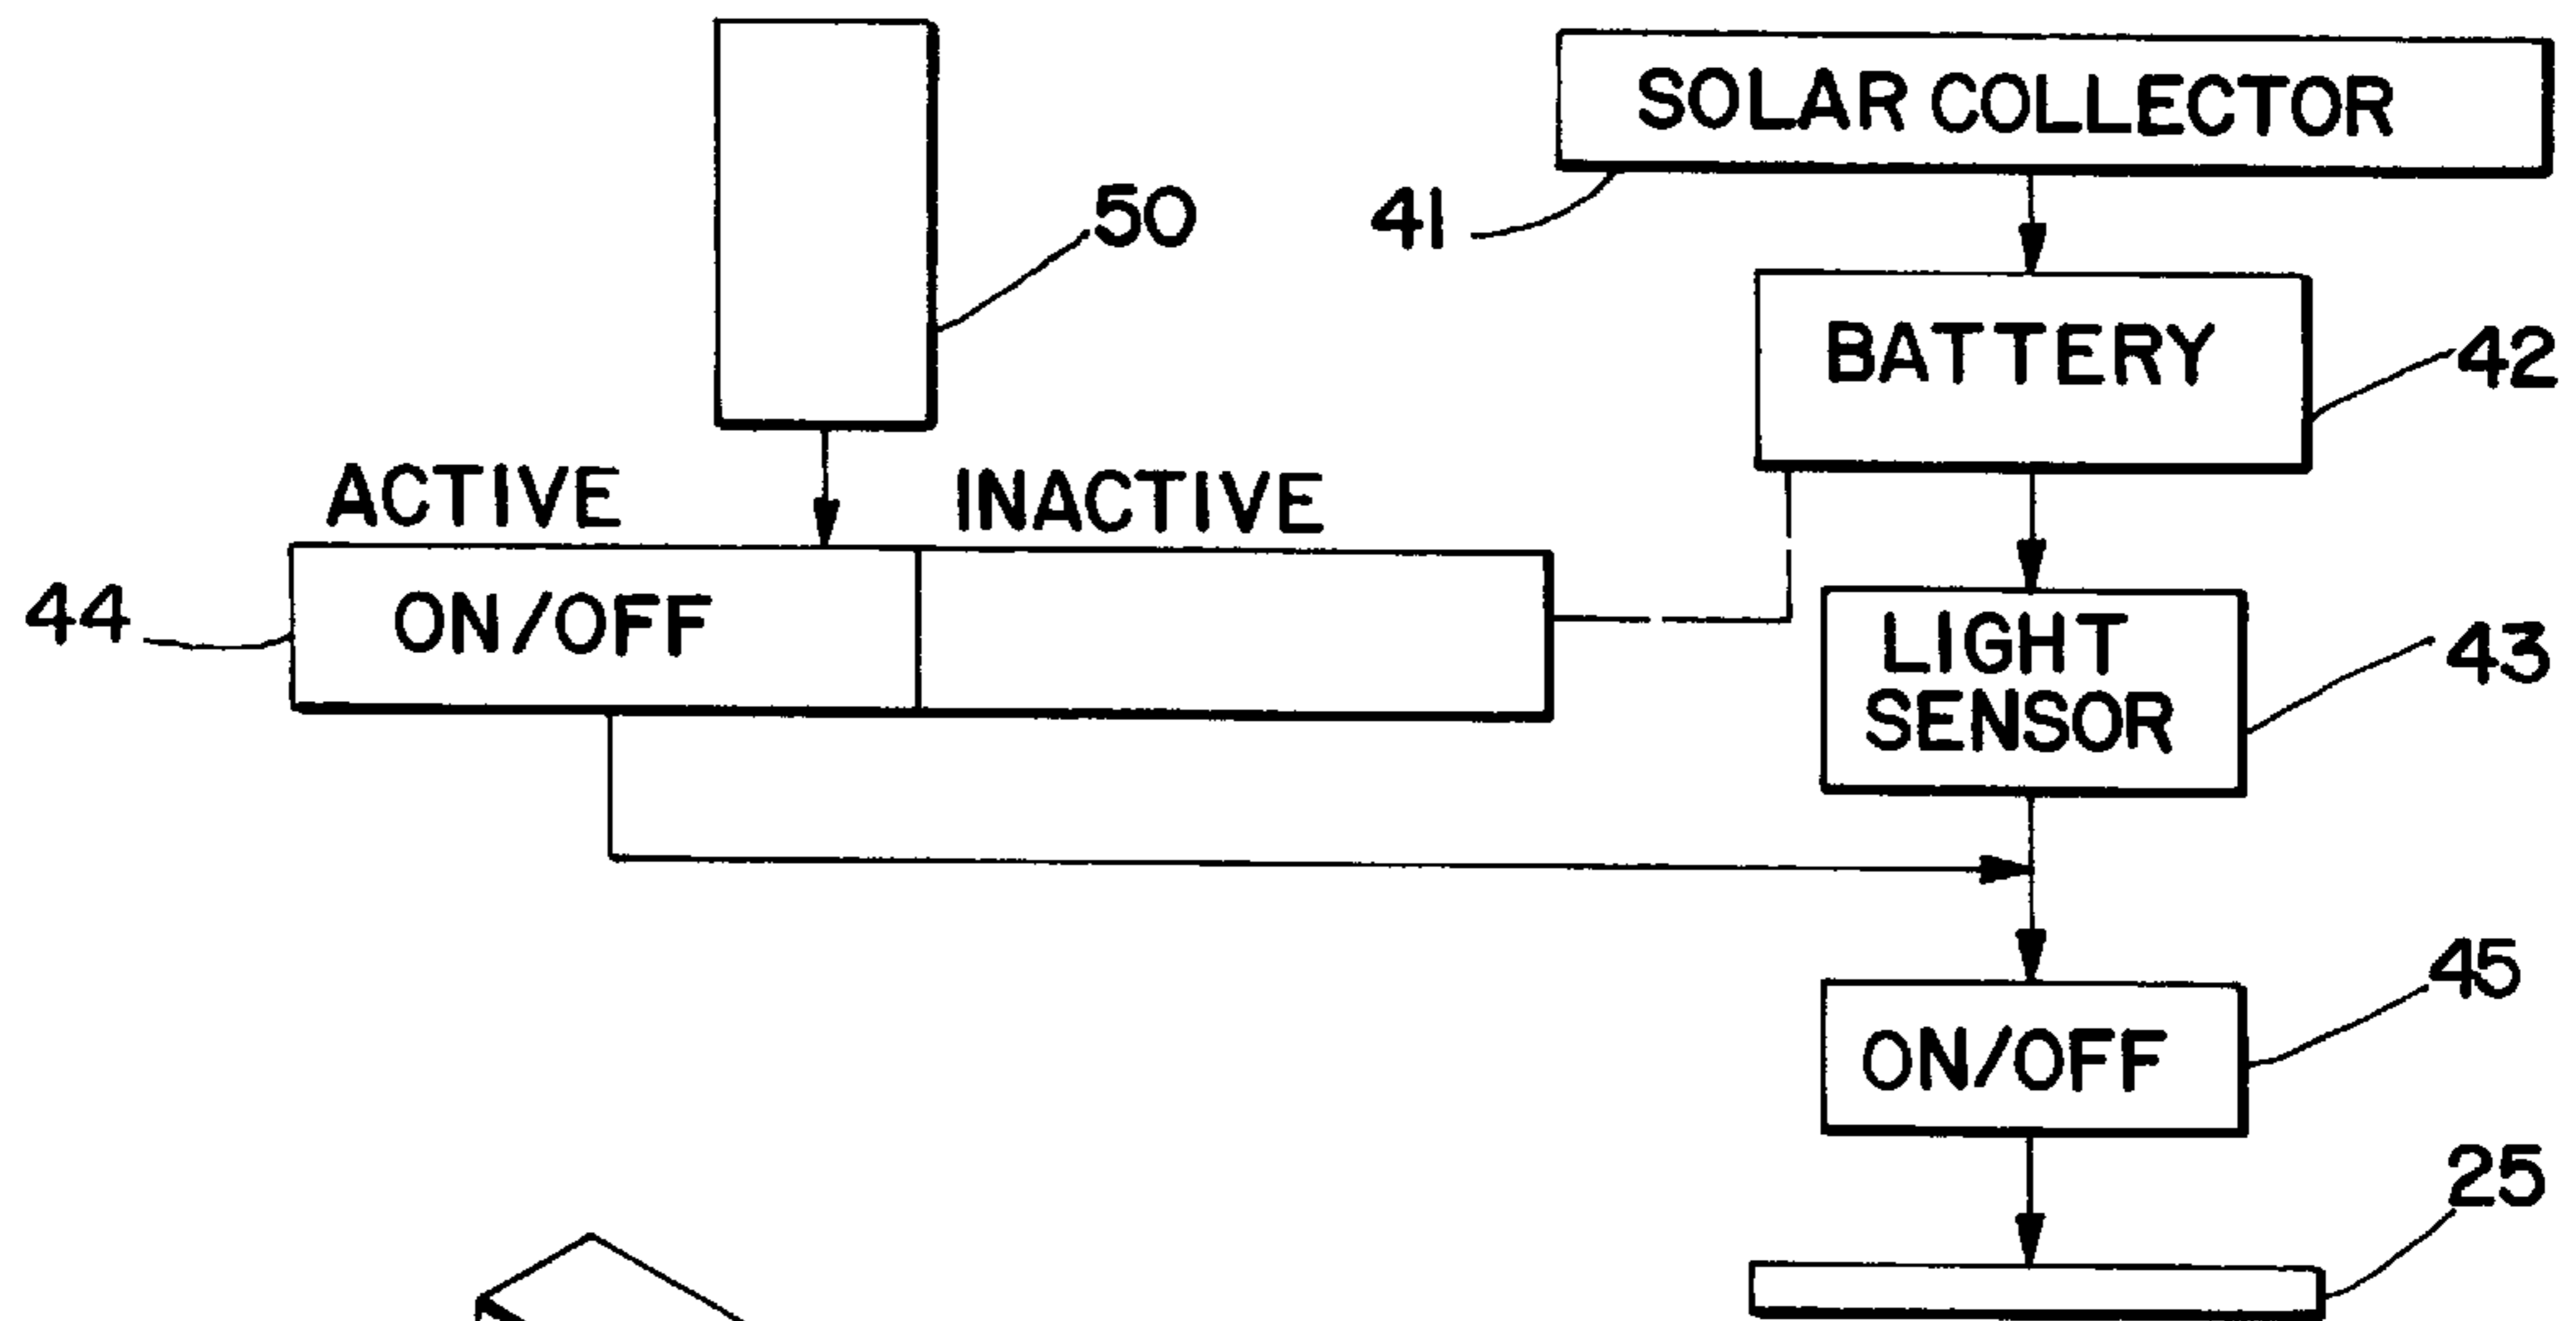 SOLAR COLLECTOR
50
41
BATTERY
42
ACTIVE
INACTIVE
44
ON/OFF
LIGHT
SENSOR
43
45
ON/OFF
25